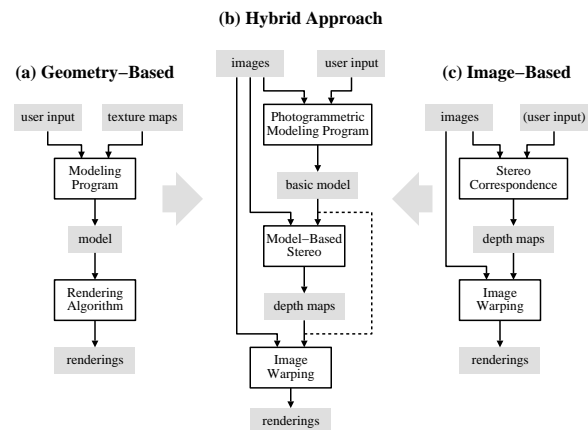 (a) Geometry−Based
user input
texture maps
Modeling
Program
model
Rendering
Algorithm
renderings
(b) Hybrid Approach
images
user input
Photogrammetric
Modeling Program
basic model
Model−Based
Stereo
depth maps
Image
Warping
renderings
(c) Image−Based
images
(user input)
Stereo
Correspondence
depth maps
Image
Warping
renderings